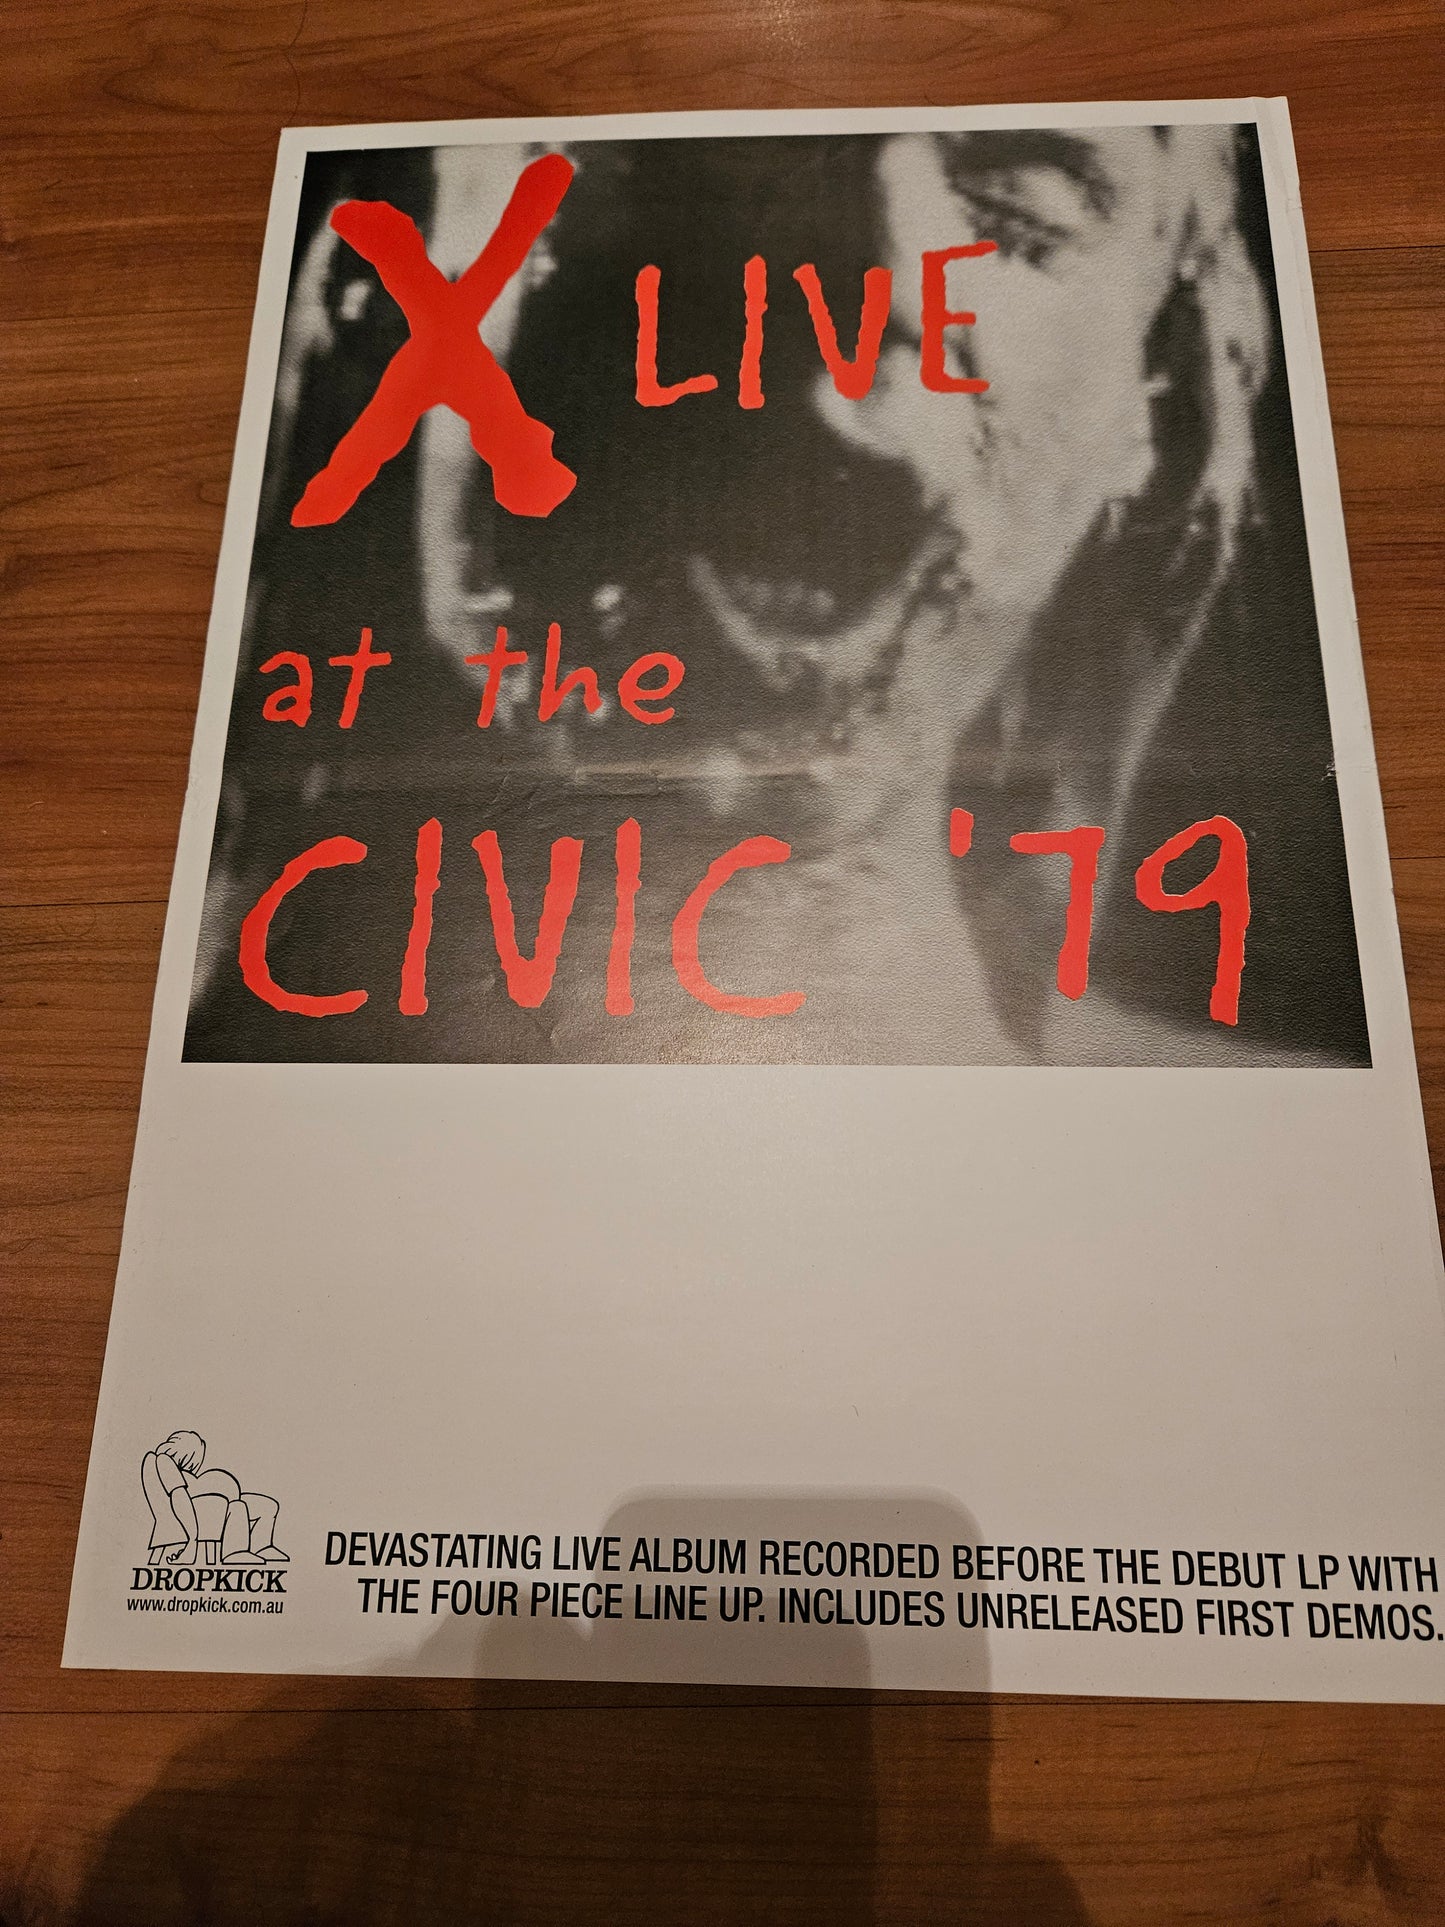 X LIVE
at the
CIVIC '79
DROPKICK
www.dropkick.com.au
DEVASTATING LIVE ALBUM RECORDED BEFORE THE DEBUT LP WITH
THE FOUR PIECE LINE UP. INCLUDES UNRELEASED FIRST DEMOS.